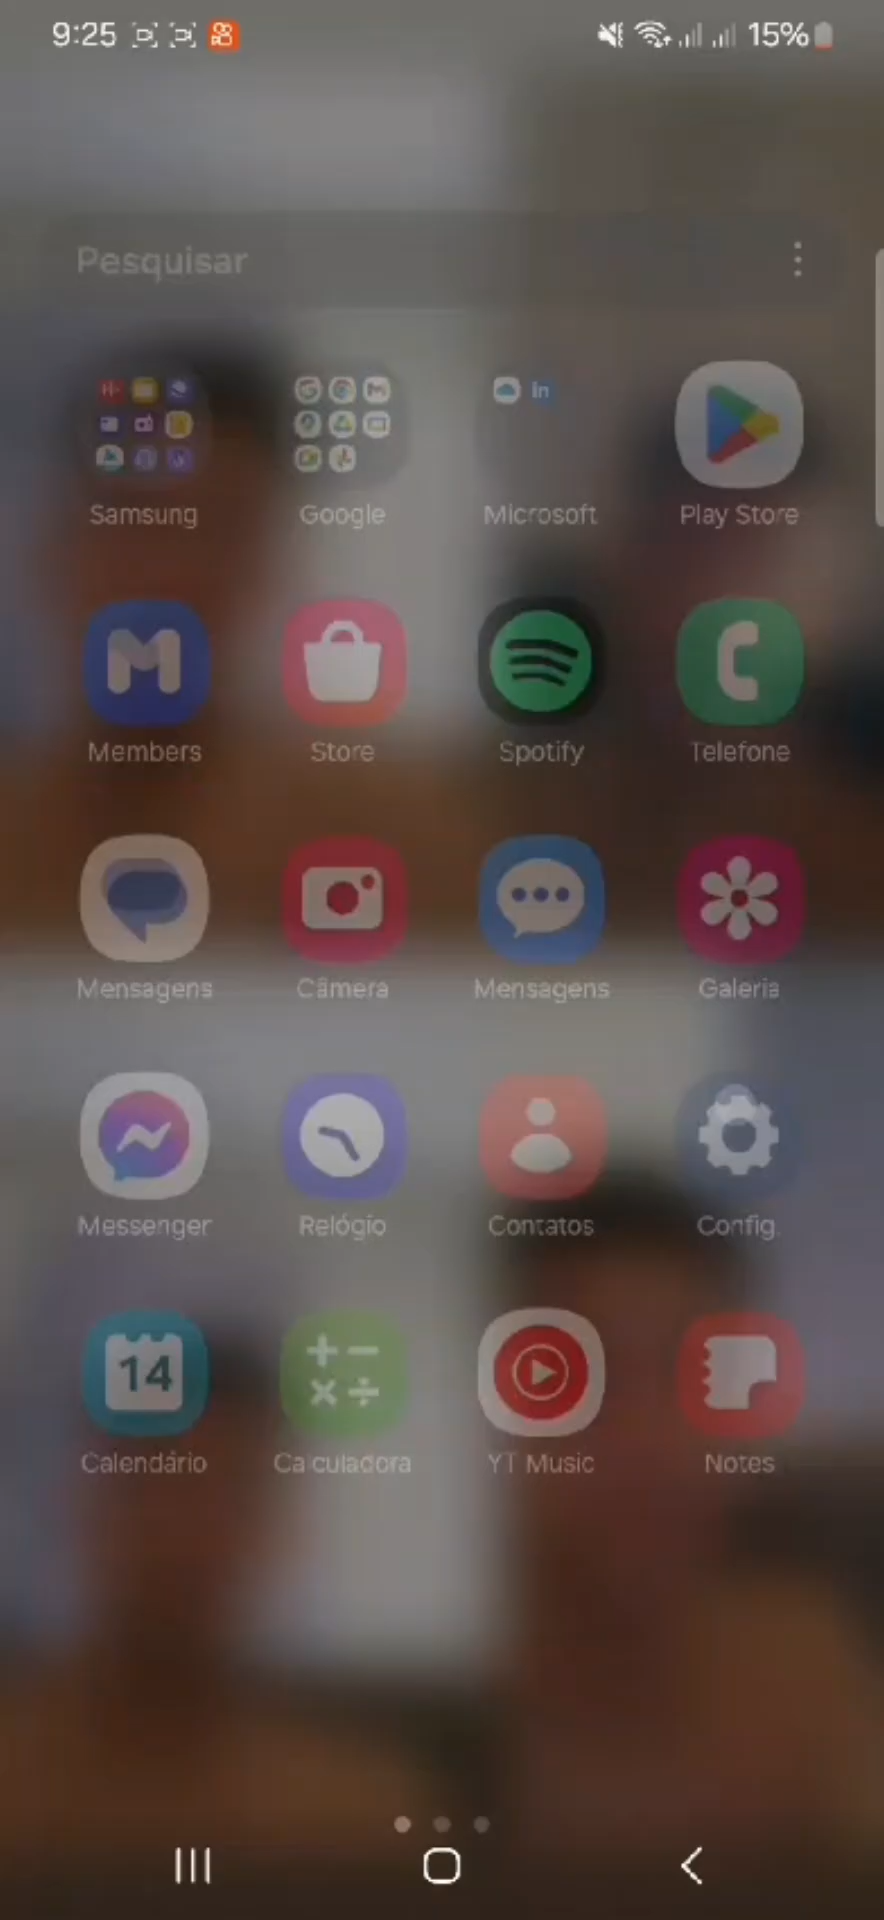 9:25 15%
Pesquisar
in
Samsung Google Microsoft Play Store
Members Store Spotify Telefone
Mensagens Câmera Mensagens Galeria
Messenger Relógio Contatos Config.
14
Calendário Calculadora YT Music Notes